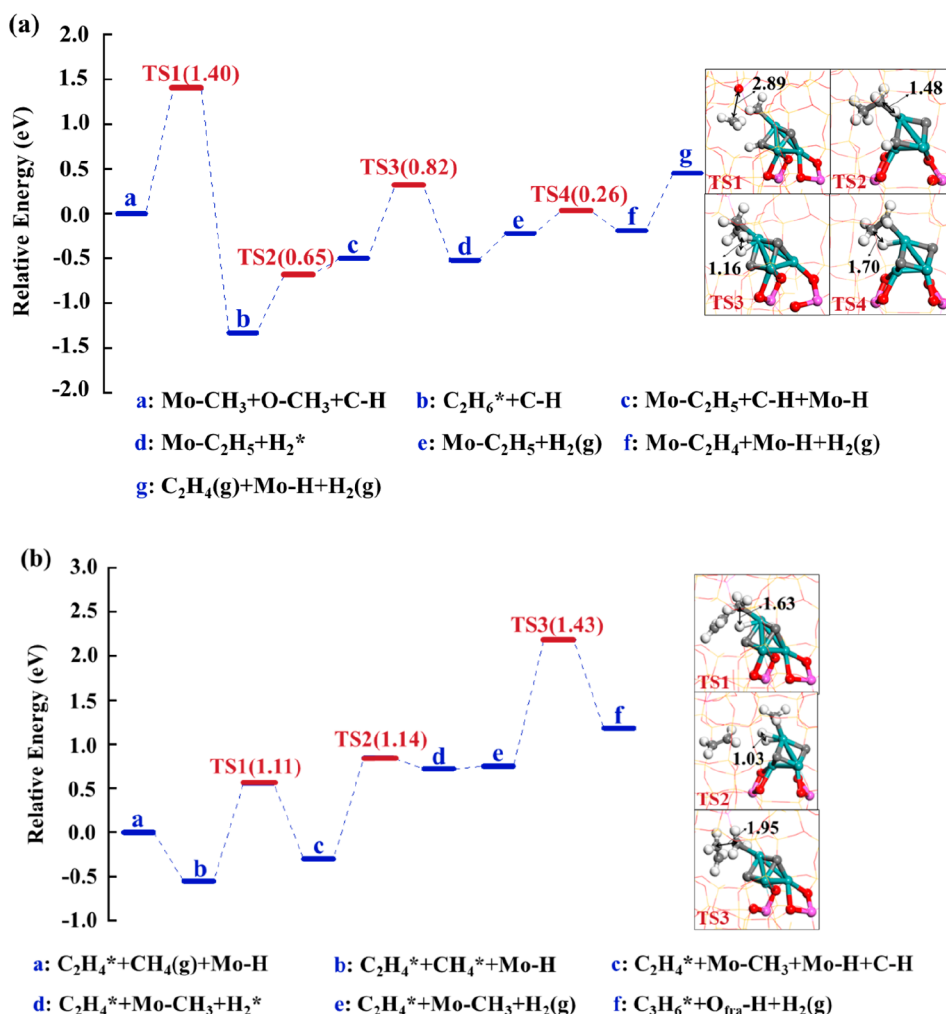 (a)
2.0
1.5
1.0
0.5
0.0
-0.5
-1.0
-1.5
-2.0
Relative Energy (eV)
a
TS1(1.40)
b
TS2(0.65)
c
TS3(0.82)
d
e
TS4(0.26)
f
g
2.89
TS1
1.48
TS2
1.16
TS3
1.70
TS4
a: Mo-CH₃+O-CH₃+C-H
b: C₂H₆*+C-H
c: Mo-C₂H₅+C-H+Mo-H
d: Mo-C₂H₅+H₂*
e: Mo-C₂H₅+H₂(g)
f: Mo-C₂H₄+Mo-H+H₂(g)
g: C₂H₄(g)+Mo-H+H₂(g)
(b)
3.0
2.5
2.0
1.5
1.0
0.5
0.0
-0.5
-1.0
Relative Energy (eV)
a
b
TS1(1.11)
c
TS2(1.14)
d
e
TS3(1.43)
f
1.63
TS1
1.03
TS2
1.95
TS3
a: C₂H₄*+CH₄(g)+Mo-H
b: C₂H₄*+CH₄*+Mo-H
c: C₂H₄*+Mo-CH₃+Mo-H+C-H
d: C₂H₄*+Mo-CH₃+H₂*
e: C₂H₄*+Mo-CH₃+H₂(g)
f: C₃H₆*+O_fra-H+H₂(g)